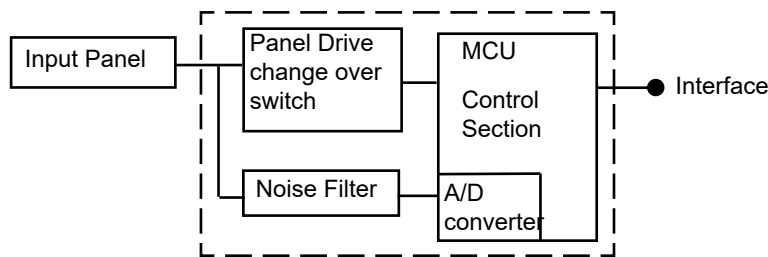 Input Panel
Panel Drive
change over
switch
MCU
Control
Section
Interface
Noise Filter
A/D
converter